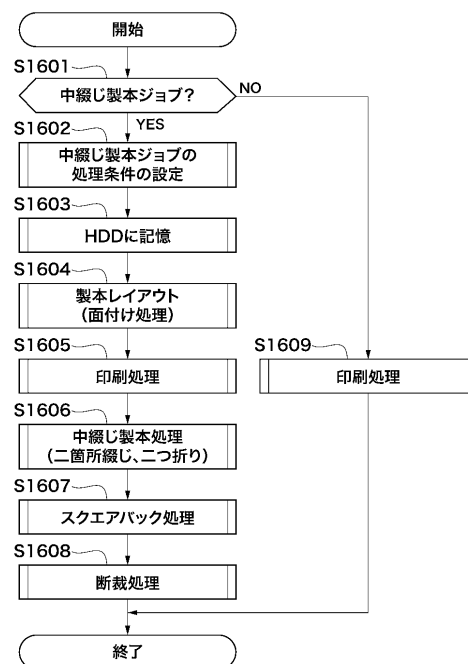 開始
S1601
中綴じ製本ジョブ？
NO
YES
S1602
中綴じ製本ジョブの
処理条件の設定
S1603
HDDに記憶
S1604
製本レイアウト
（面付け処理）
S1605
印刷処理
S1609
印刷処理
S1606
中綴じ製本処理
（二箇所綴じ、二つ折り）
S1607
スクエアバック処理
S1608
断裁処理
終了